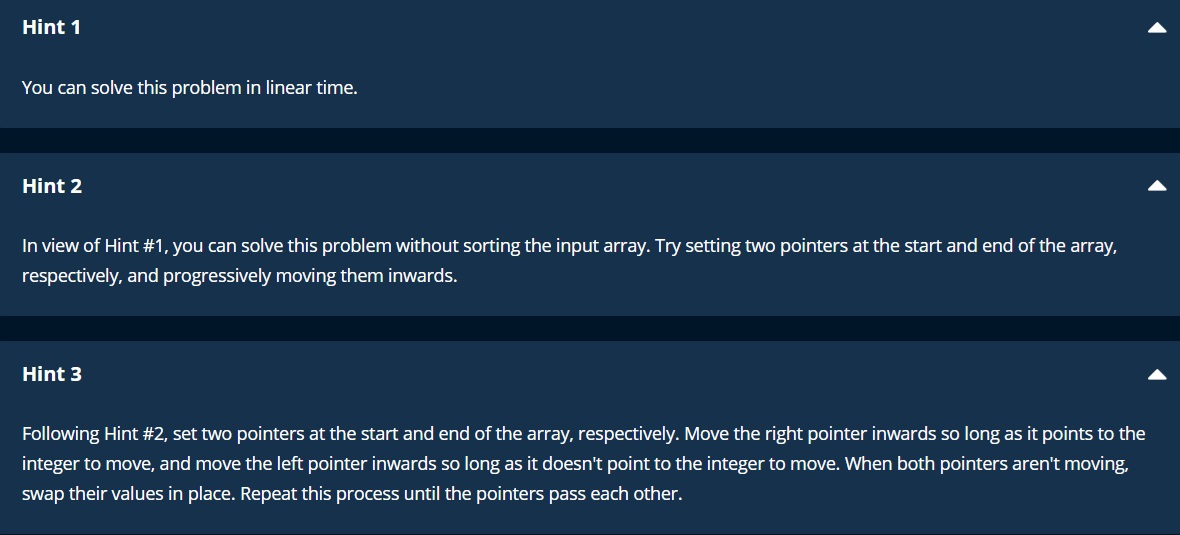 Hint 1
You can solve this problem in linear time.
Hint 2
In view of Hint #1, you can solve this problem without sorting the input array. Try setting two pointers at the start and end of the array,
respectively, and progressively moving them inwards.
Hint 3
Following Hint #2, set two pointers at the start and end of the array, respectively. Move the right pointer inwards so long as it points to the
integer to move, and move the left pointer inwards so long as it doesn't point to the integer to move. When both pointers aren't moving,
swap their values in place. Repeat this process until the pointers pass each other.